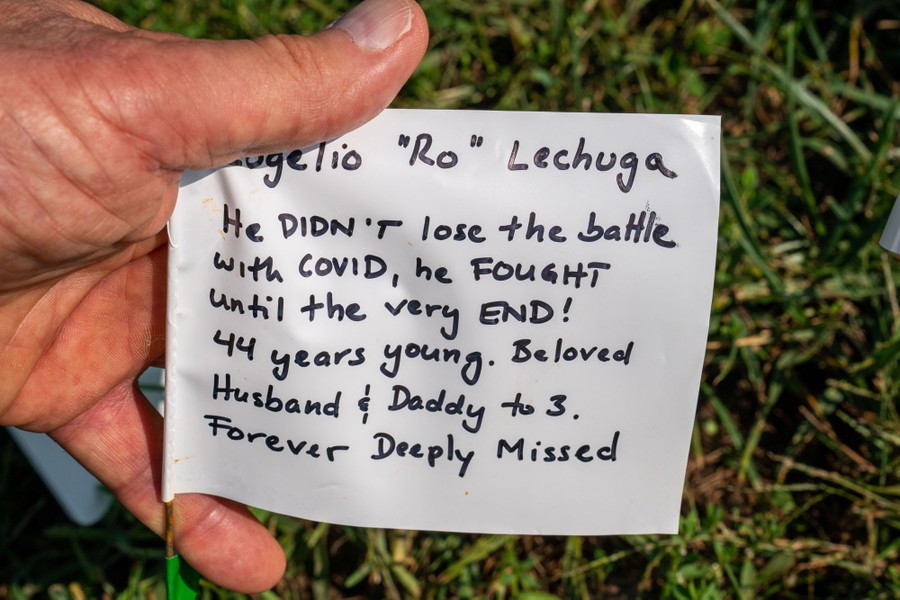 "Ro" Lechuga
He DIDN'T lose the battle
with COVID, he FOUGHT
until the very END!
44 years young. Beloved
Husband & Daddy to 3.
Forever Deeply Missed